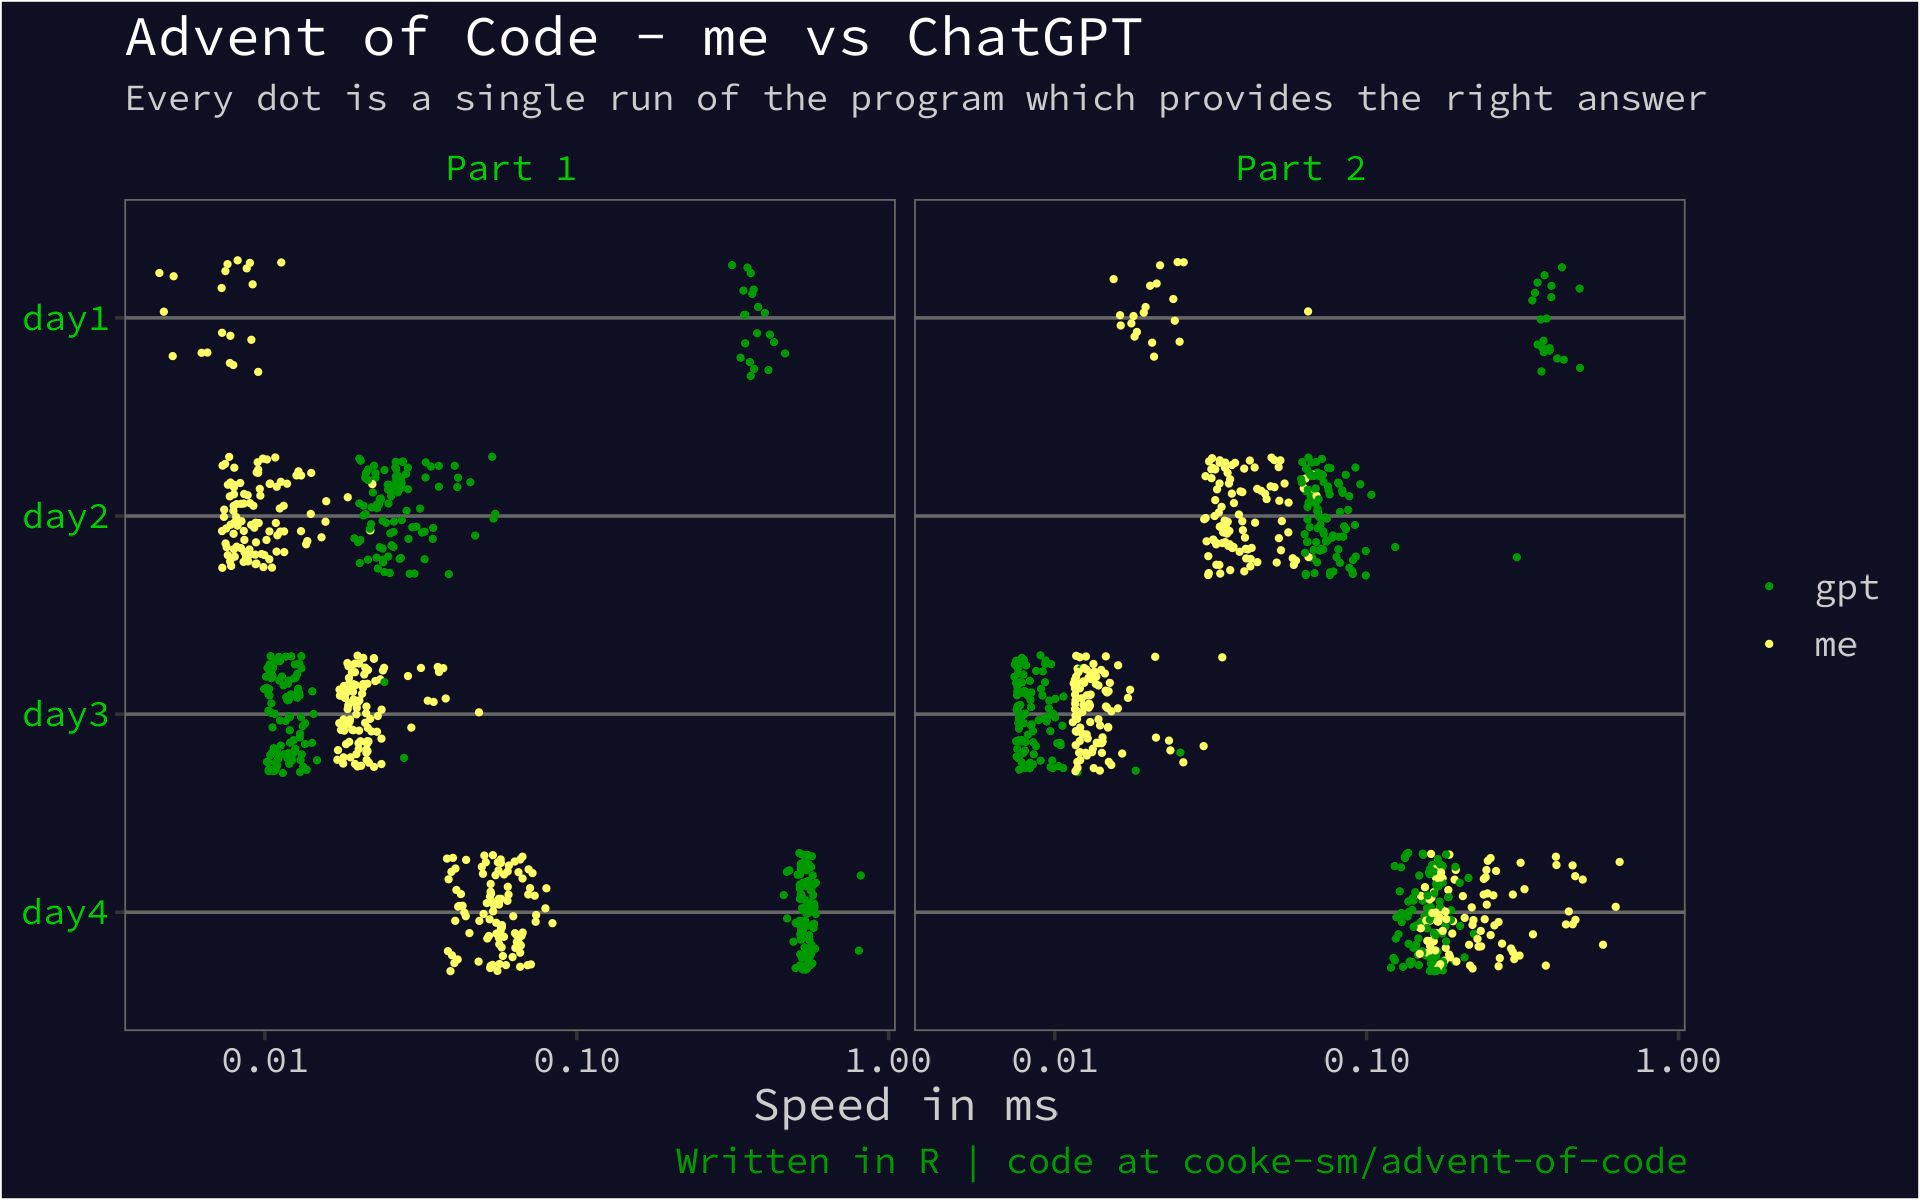 Advent of Code - me vs ChatGPT
Every dot is a single run of the program which provides the right answer
Part 1
Part 2
day1
day2
day3
day4
gpt
me
0.01
0.10
1.00
0.01
0.10
1.00
Speed in ms
Written in R | code at cooke-sm/advent-of-code